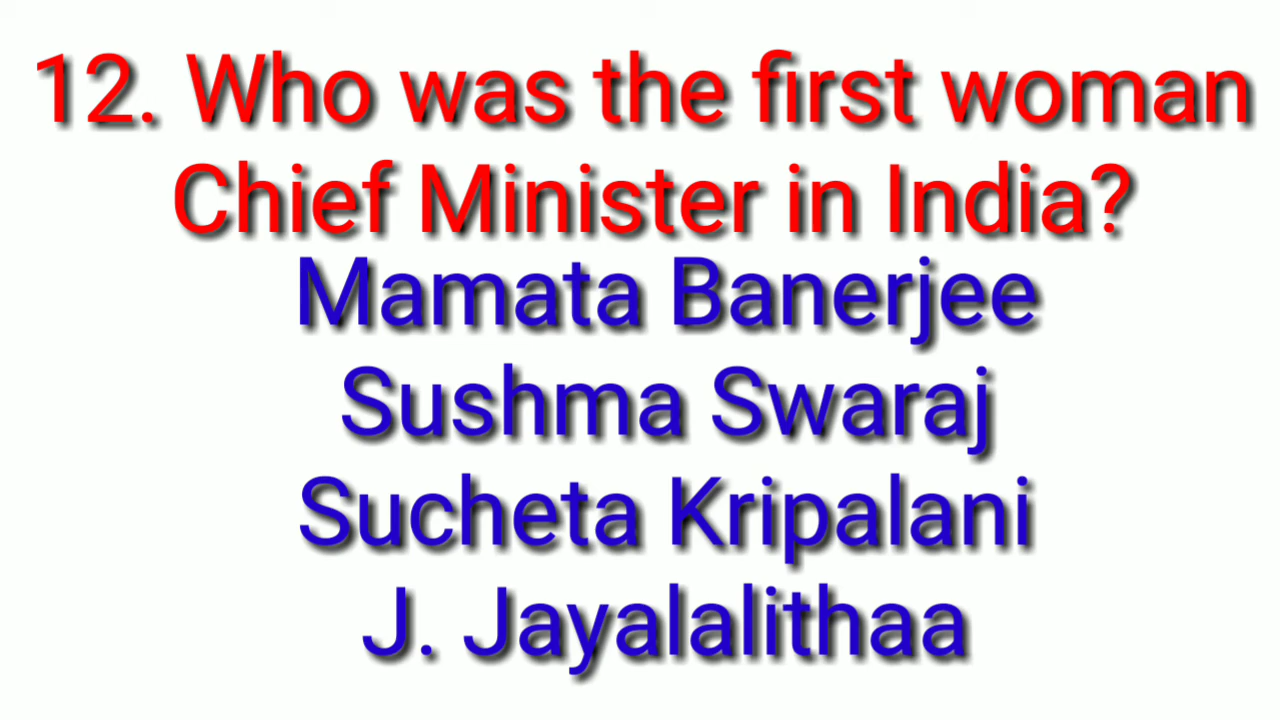 12. Who was the first woman
Chief Minister in India?
Mamata Banerjee
Sushma Swaraj
Sucheta Kripalani
J. Jayalalithaa